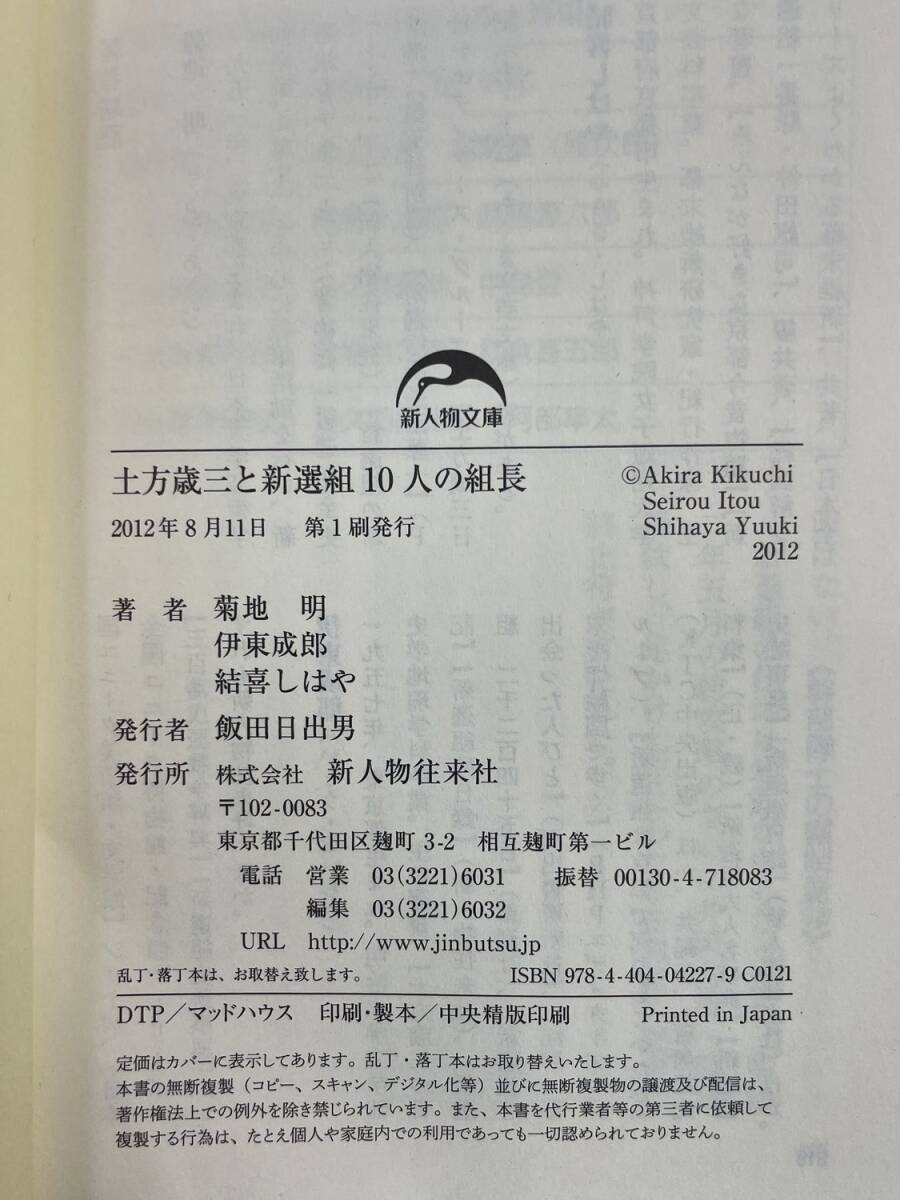 新人物文庫
土方歳三と新選組10人の組長
2012年8月11日　第1刷発行
©Akira Kikuchi
Seirou Itou
Shihaya Yuuki
2012
著　者　菊地　明
伊東成郎
結喜しはや
発行者　飯田日出男
発行所　株式会社　新人物往来社
〒102-0083
東京都千代田区麹町 3-2　相互麹町第一ビル
電話　営業　03(3221)6031　振替　00130-4-718083
編集　03(3221)6032
URL　http://www.jinbutsu.jp
乱丁・落丁本は、お取替え致します。　ISBN 978-4-404-04227-9 C0121
DTP／マッドハウス　印刷・製本／中央精版印刷　Printed in Japan
定価はカバーに表示してあります。乱丁・落丁本はお取り替えいたします。
本書の無断複製（コピー、スキャン、デジタル化等）並びに無断複製物の譲渡及び配信は、
著作権法上での例外を除き禁じられています。また、本書を代行業者等の第三者に依頼して
複製する行為は、たとえ個人や家庭内での利用であっても一切認められておりません。